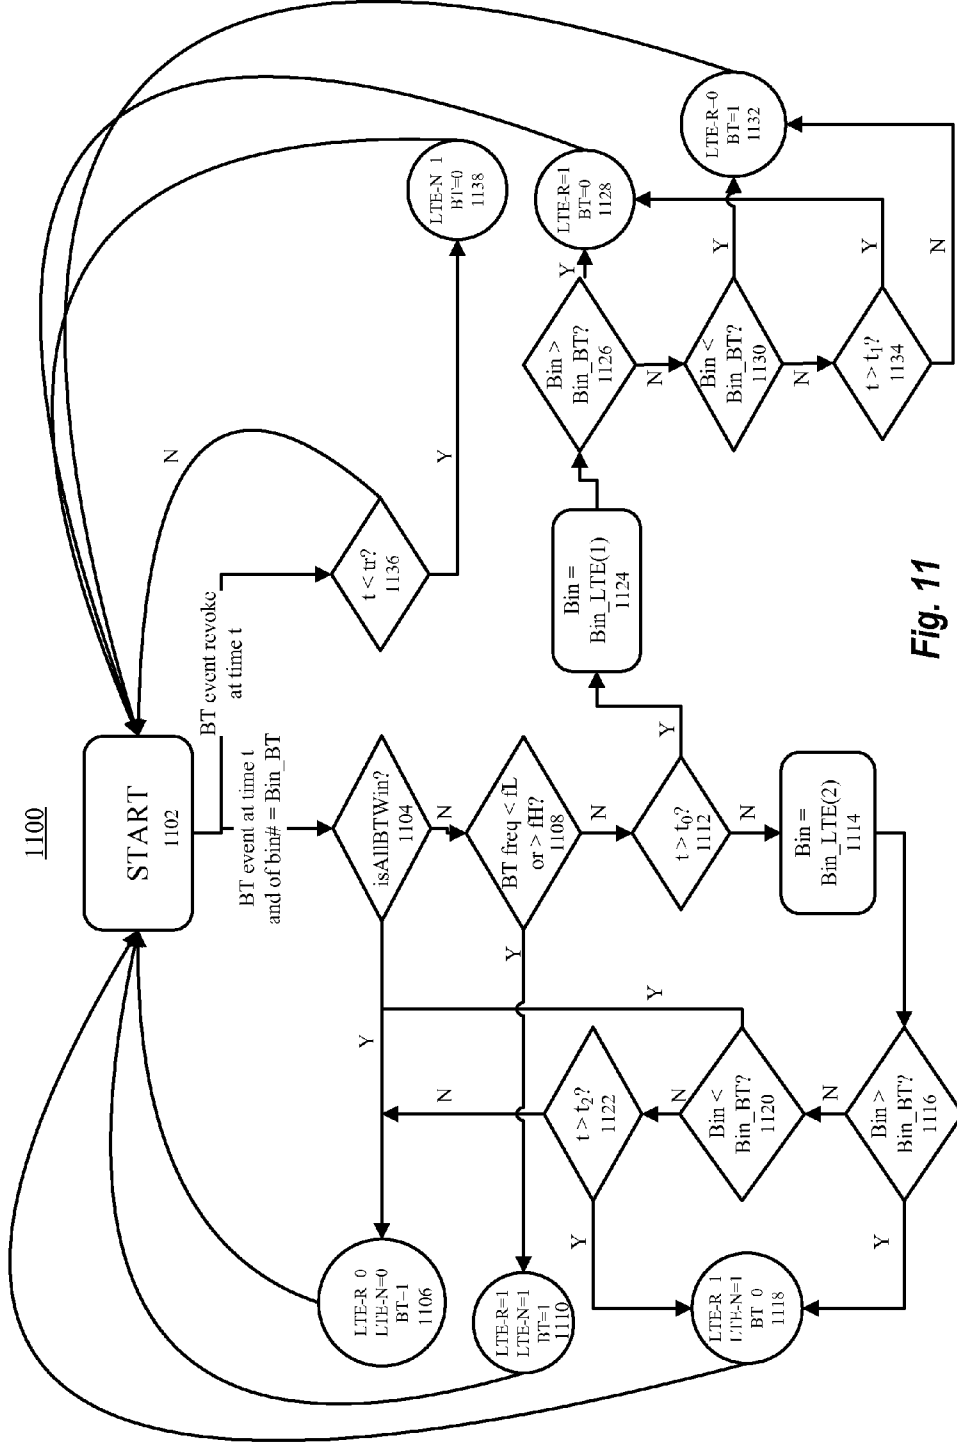 1100
START
1102
BT event at time t
and of bin# = Bin_BT
BT event revoke
at time t
isAllBTWin?
1104
Y
N
LTE-R 0
LTE-N=0
BT=1
1106
BT freq < fL
or > fH?
1108
Y
N
LTE-R=1
LTE-N=1
BT=1
1110
t > t0?
1112
Y
N
Bin =
Bin_LTE(2)
1114
Bin >
Bin_BT?
1116
Y
N
LTE-R 1
LTE-N=1
BT 0
1118
Bin <
Bin_BT?
1120
Y
N
t > t2?
1122
Y
N
Bin =
Bin_LTE(1)
1124
Bin >
Bin_BT?
1126
Y
N
LTE-R=1
BT=0
1128
Bin <
Bin_BT?
1130
Y
N
LTE-R=0
BT=1
1132
t > t1?
1134
Y
N
t < tr?
1136
N
Y
LTE-N 1
BT=0
1138
Fig. 11